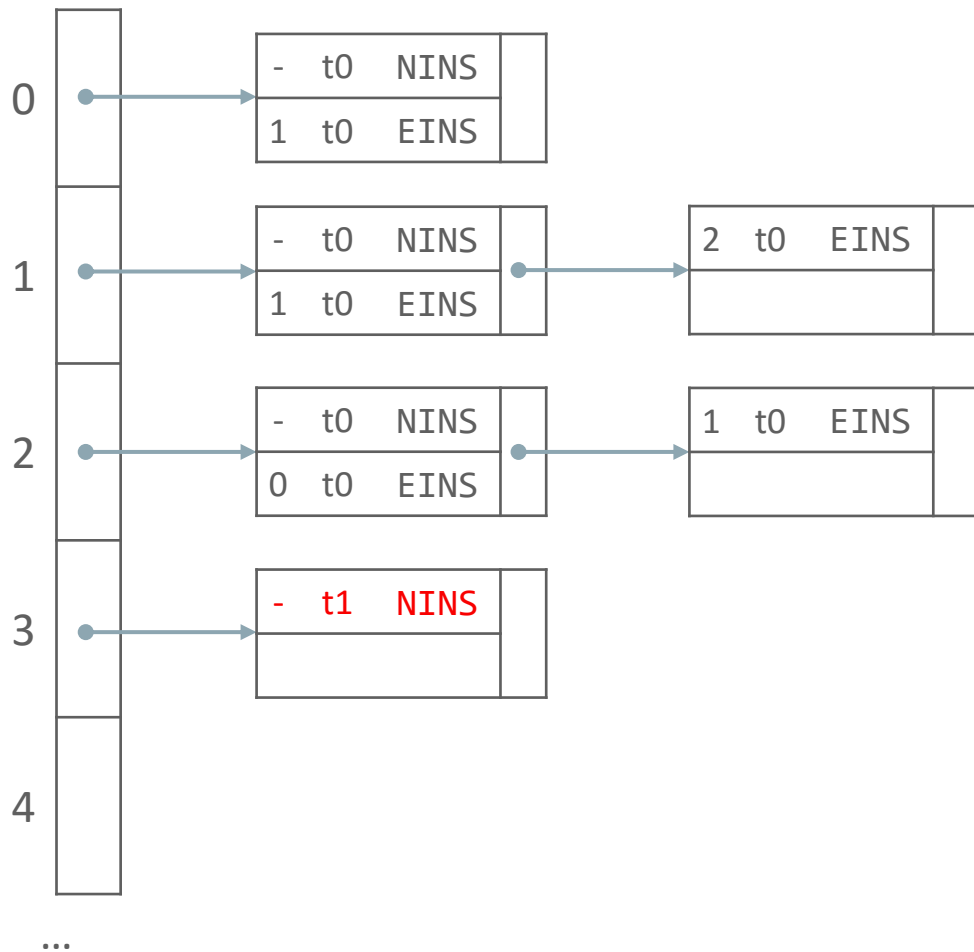 0
- t0 NINS
1 t0 EINS
1
- t0 NINS
1 t0 EINS
2 t0 EINS
2
- t0 NINS
0 t0 EINS
1 t0 EINS
3
- t1 NINS
4
...